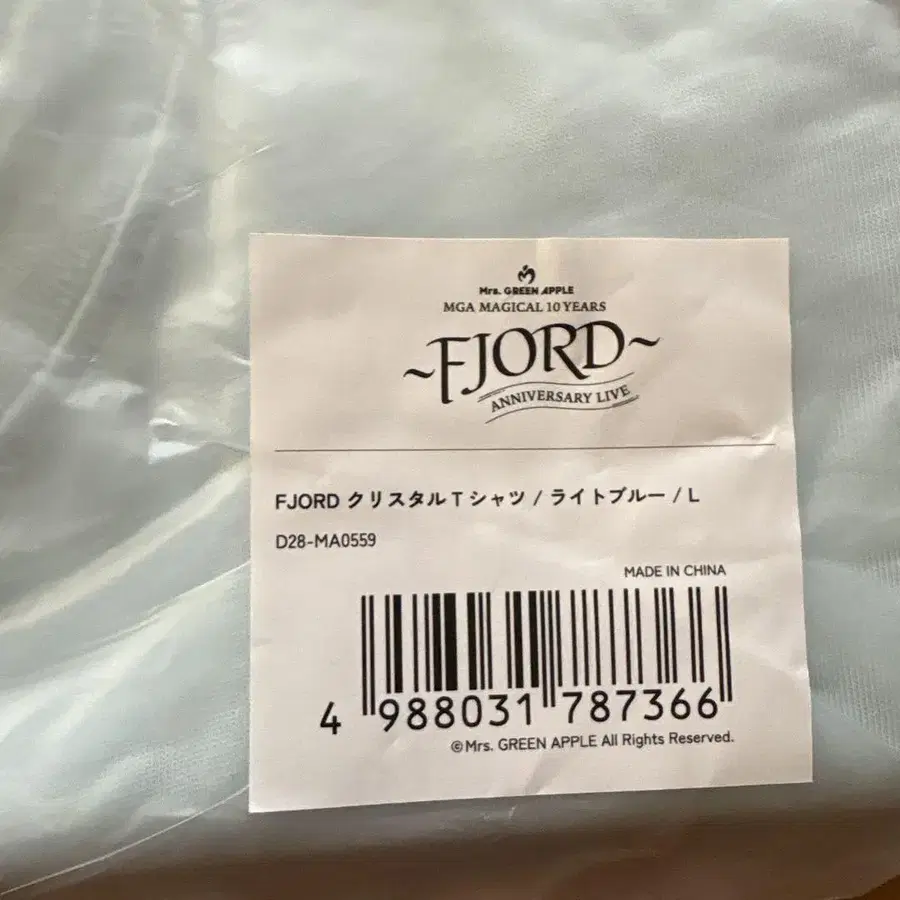 Mrs. GREEN APPLE
MGA MAGICAL 10 YEARS
~FJORD~
ANNIVERSARY LIVE
FJORD クリスタルTシャツ / ライトブルー / L
D28-MA0559
MADE IN CHINA
4 988031 787366
©Mrs. GREEN APPLE All Rights Reserved.